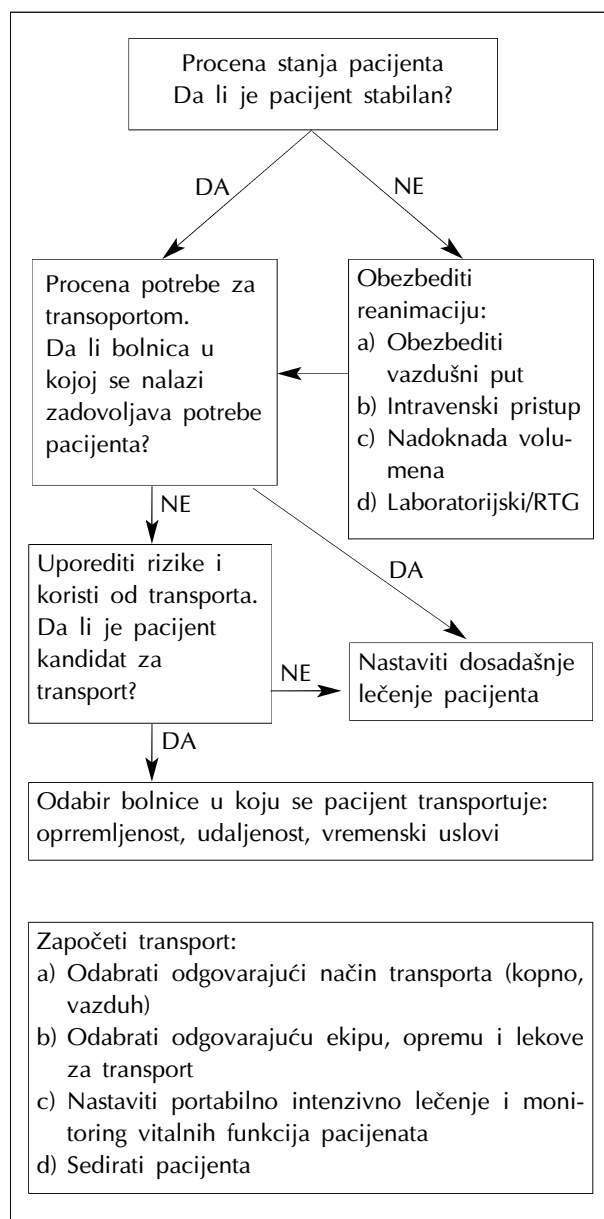 Procena stanja pacijenta
Da li je pacijent stabilan?
DA
NE
Procena potrebe za
transoportom.
Da li bolnica u
kojoj se nalazi
zadovoljava potrebe
pacijenta?
Obezbediti
reanimaciju:
a) Obezbediti
vazdušni put
b) Intravenski pristup
c) Nadoknada volu-
mena
d) Laboratorijski/RTG
NE
DA
Uporediti rizike i
koristi od transporta.
Da li je pacijent
kandidat za
transport?
NE
Nastaviti dosadašnje
lečenje pacijenta
DA
Odabir bolnice u koju se pacijent transportuje:
oprremljenost, udaljenost, vremenski uslovi
Započeti transport:
a) Odabrati odgovarajući način transporta (kopno,
vazduh)
b) Odabrati odgovarajuću ekipu, opremu i lekove
za transport
c) Nastaviti portabilno intenzivno lečenje i moni-
toring vitalnih funkcija pacijenata
d) Sedirati pacijenta